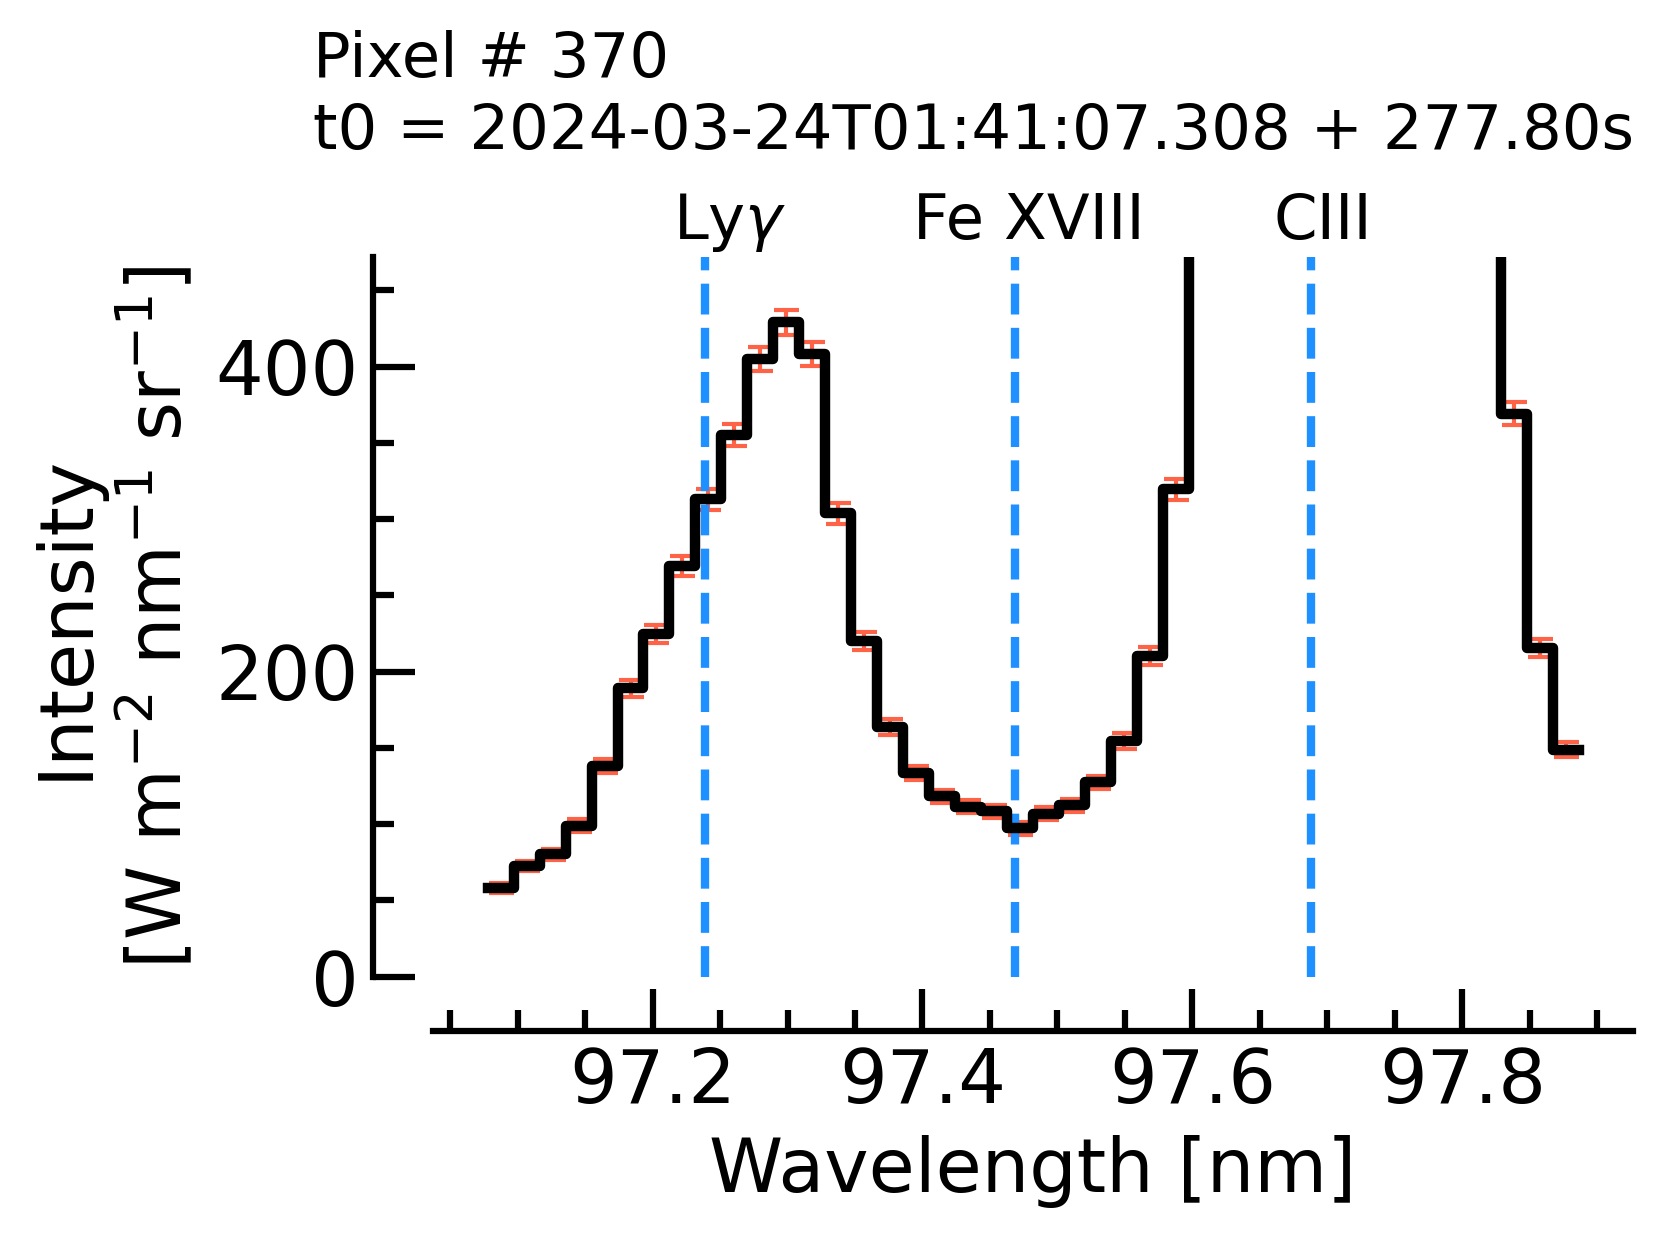 Pixel # 370
t0 = 2024-03-24T01:41:07.308 + 277.80s
Lyγ Fe XVIII CIII
Intensity
[W m⁻² nm⁻¹ sr⁻¹]
400
200
0
97.2 97.4 97.6 97.8
Wavelength [nm]